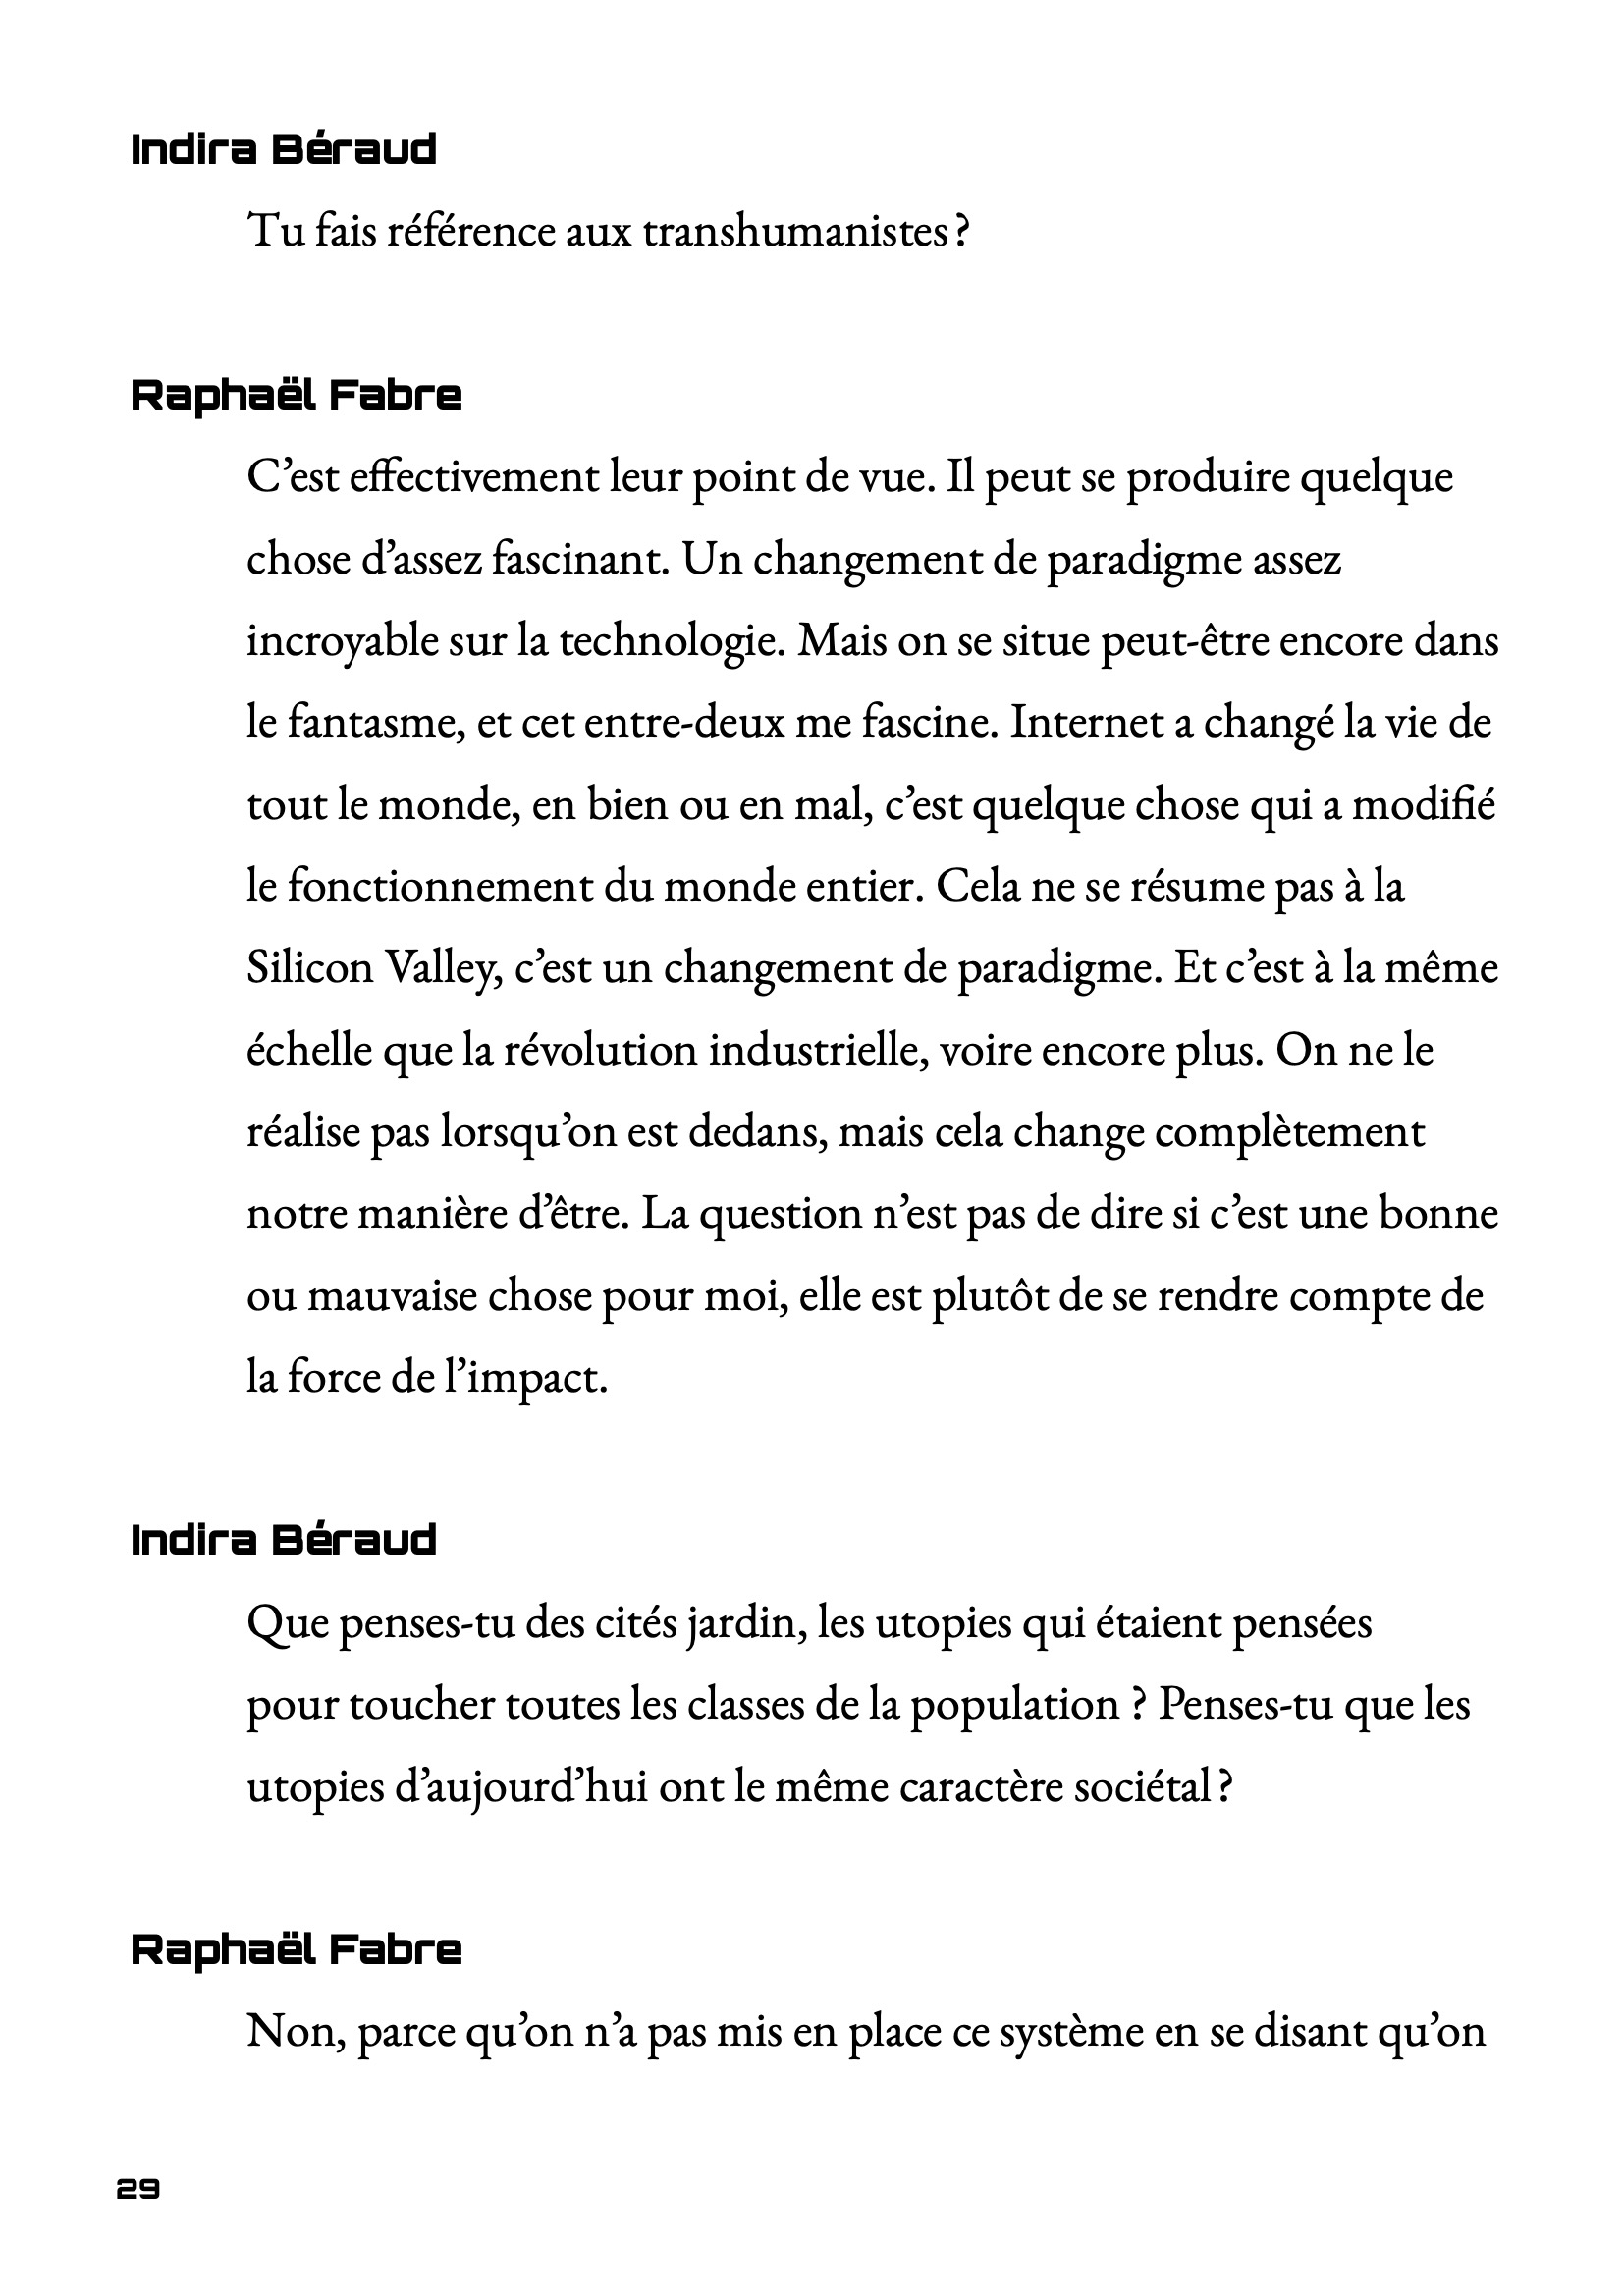 Indira Béraud
Tu fais référence aux transhumanistes ?
Raphaël Fabre
C’est effectivement leur point de vue. Il peut se produire quelque
chose d’assez fascinant. Un changement de paradigme assez
incroyable sur la technologie. Mais on se situe peut-être encore dans
le fantasme, et cet entre-deux me fascine. Internet a changé la vie de
tout le monde, en bien ou en mal, c’est quelque chose qui a modifié
le fonctionnement du monde entier. Cela ne se résume pas à la
Silicon Valley, c’est un changement de paradigme. Et c’est à la même
échelle que la révolution industrielle, voire encore plus. On ne le
réalise pas lorsqu’on est dedans, mais cela change complètement
notre manière d’être. La question n’est pas de dire si c’est une bonne
ou mauvaise chose pour moi, elle est plutôt de se rendre compte de
la force de l’impact.
Indira Béraud
Que penses-tu des cités jardin, les utopies qui étaient pensées
pour toucher toutes les classes de la population ? Penses-tu que les
utopies d’aujourd’hui ont le même caractère sociétal ?
Raphaël Fabre
Non, parce qu’on n’a pas mis en place ce système en se disant qu’on
29